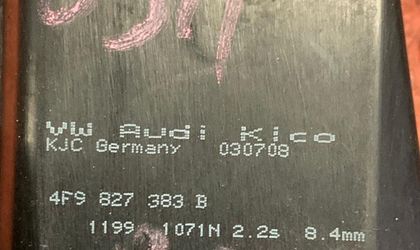 VW Audi Kico
KJC Germany 030708
4F9 827 383 B
1199 1071N 2.2s 8.4mm